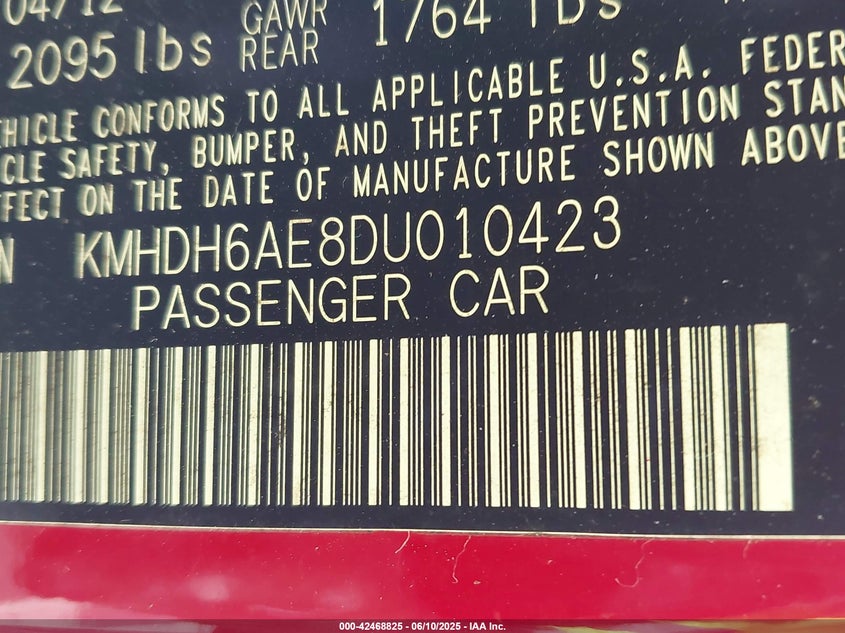 04/12
2095 lbs GAWR REAR 1764 lbs
HICLE CONFORMS TO ALL APPLICABLE U.S.A. FEDER
CLE SAFETY, BUMPER, AND THEFT PREVENTION STAN
FFECT ON THE DATE OF MANUFACTURE SHOWN ABOVE
N KMHDH6AE8DU010423
PASSENGER CAR
000-42468825 - 06/10/2025 - IAA Inc.